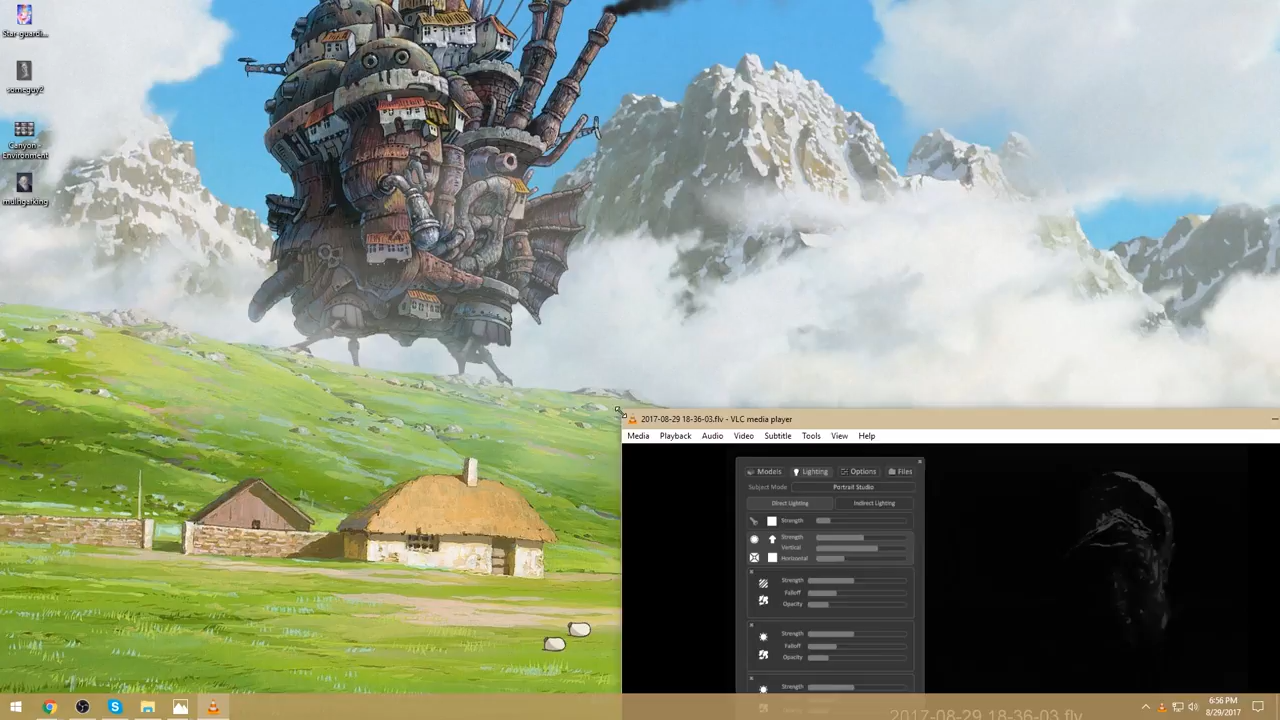 Star-guardi...
someguy2
Canyon -
Environment
2017-08-29 18-36-03.flv - VLC media player
Media Playback Audio Video Subtitle Tools View Help
Models Lighting Options Files
Subject Mode Portrait Studio
Direct Lighting Indirect Lighting
Strength
Strength
Vertical
Horizontal
Strength
Falloff
Opacity
Strength
Falloff
Opacity
Strength
2017-08-29 18-36-03.flv
6:56 PM
8/29/2017